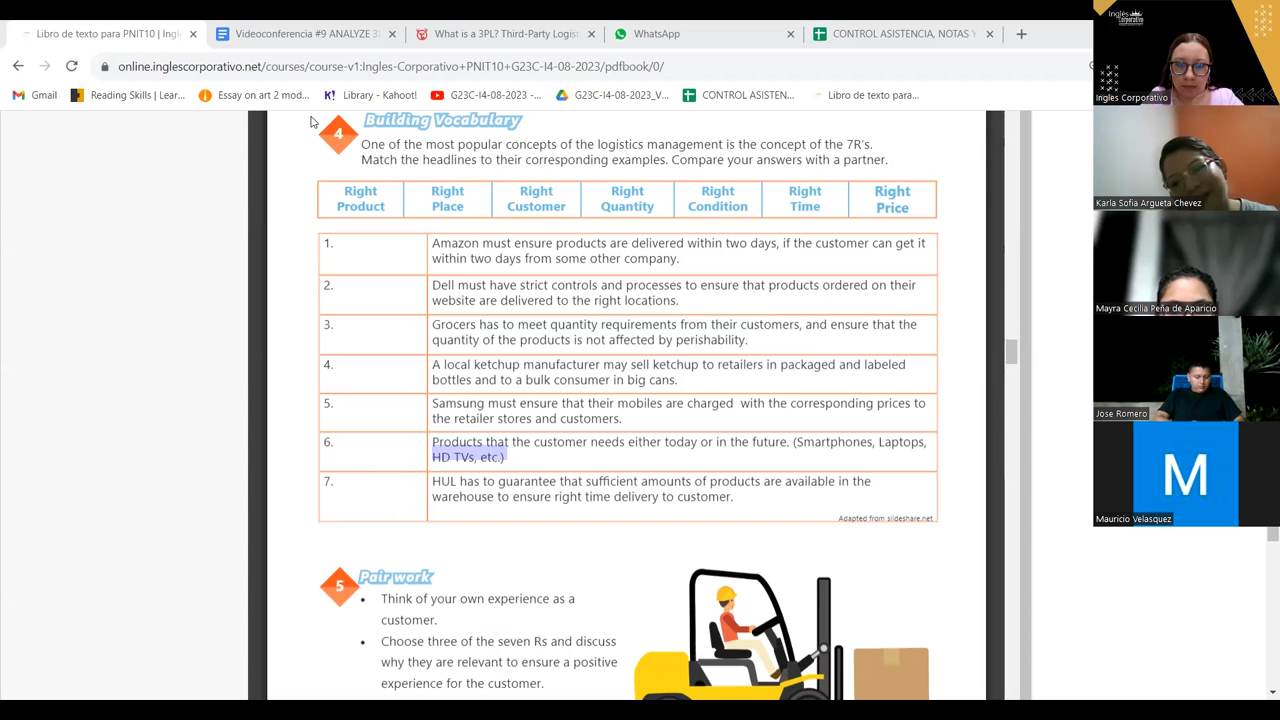 Libro de texto para PNIT10 | Ingl
Videoconferencia #9 ANALYZE 3
What is a 3PL? Third-Party Logist
WhatsApp
CONTROL ASISTENCIA, NOTAS Y
online.inglescorporativo.net/courses/course-v1:Ingles-Corporativo+PNIT10+G23C-I4-08-2023/pdfbook/0/
Gmail
Reading Skills | Lear...
Essay on art 2 mod...
Library - Kahoot!
G23C-I4-08-2023 -...
G23C-I4-08-2023_V...
CONTROL ASISTEN...
Libro de texto para...
4
Building Vocabulary
One of the most popular concepts of the logistics management is the concept of the 7R's.
Match the headlines to their corresponding examples. Compare your answers with a partner.
Right Product
Right Place
Right Customer
Right Quantity
Right Condition
Right Time
Right Price
1.
Amazon must ensure products are delivered within two days, if the customer can get it
within two days from some other company.
2.
Dell must have strict controls and processes to ensure that products ordered on their
website are delivered to the right locations.
3.
Grocers has to meet quantity requirements from their customers, and ensure that the
quantity of the products is not affected by perishability.
4.
A local ketchup manufacturer may sell ketchup to retailers in packaged and labeled
bottles and to a bulk consumer in big cans.
5.
Samsung must ensure that their mobiles are charged with the corresponding prices to
the retailer stores and customers.
6.
Products that the customer needs either today or in the future. (Smartphones, Laptops,
HD TVs, etc.)
7.
HUL has to guarantee that sufficient amounts of products are available in the
warehouse to ensure right time delivery to customer.
Adapted from slideshare.net
5
Pair work
• Think of your own experience as a
customer.
• Choose three of the seven Rs and discuss
why they are relevant to ensure a positive
experience for the customer.
Inglés
Corporativo
Ingles Corporativo
Karla Sofia Argueta Chevez
Mayra Cecilia Peña de Aparicio
Jose Romero
M
Mauricio Velasquez